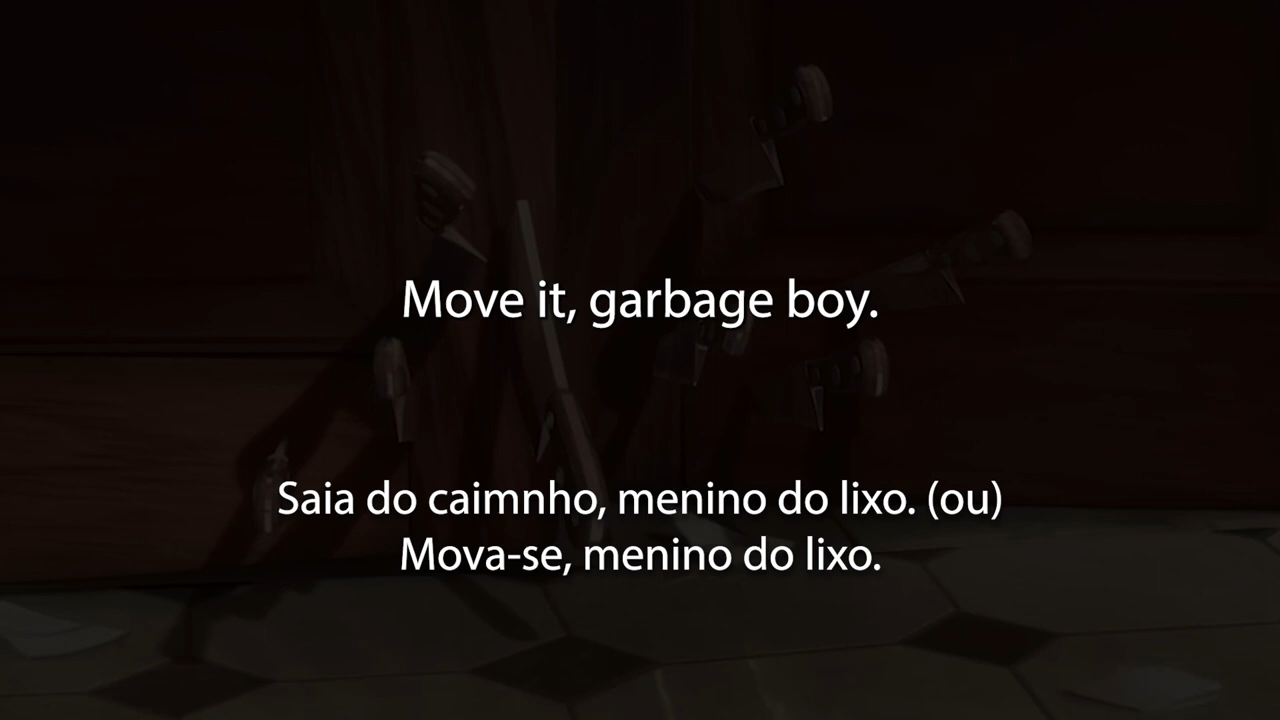 Move it, garbage boy.
Saia do caimnho, menino do lixo. (ou)
Mova-se, menino do lixo.